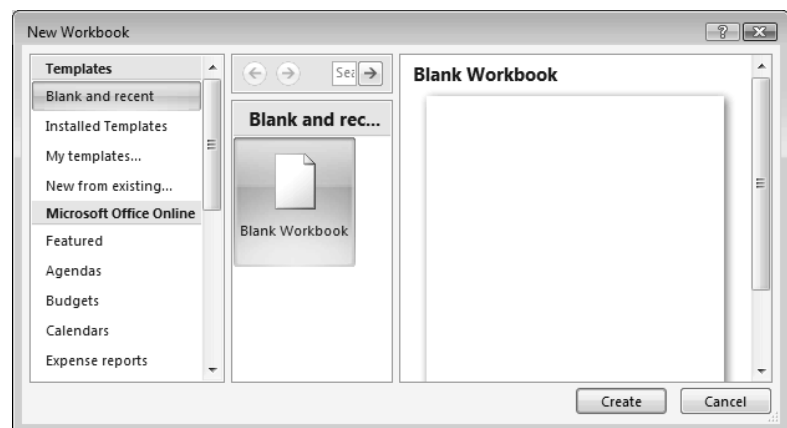 New Workbook
Templates
Blank and recent
Installed Templates
My templates...
New from existing...
Microsoft Office Online
Featured
Agendas
Budgets
Calendars
Expense reports
Blank and rec...
Blank Workbook
Blank Workbook
Create
Cancel